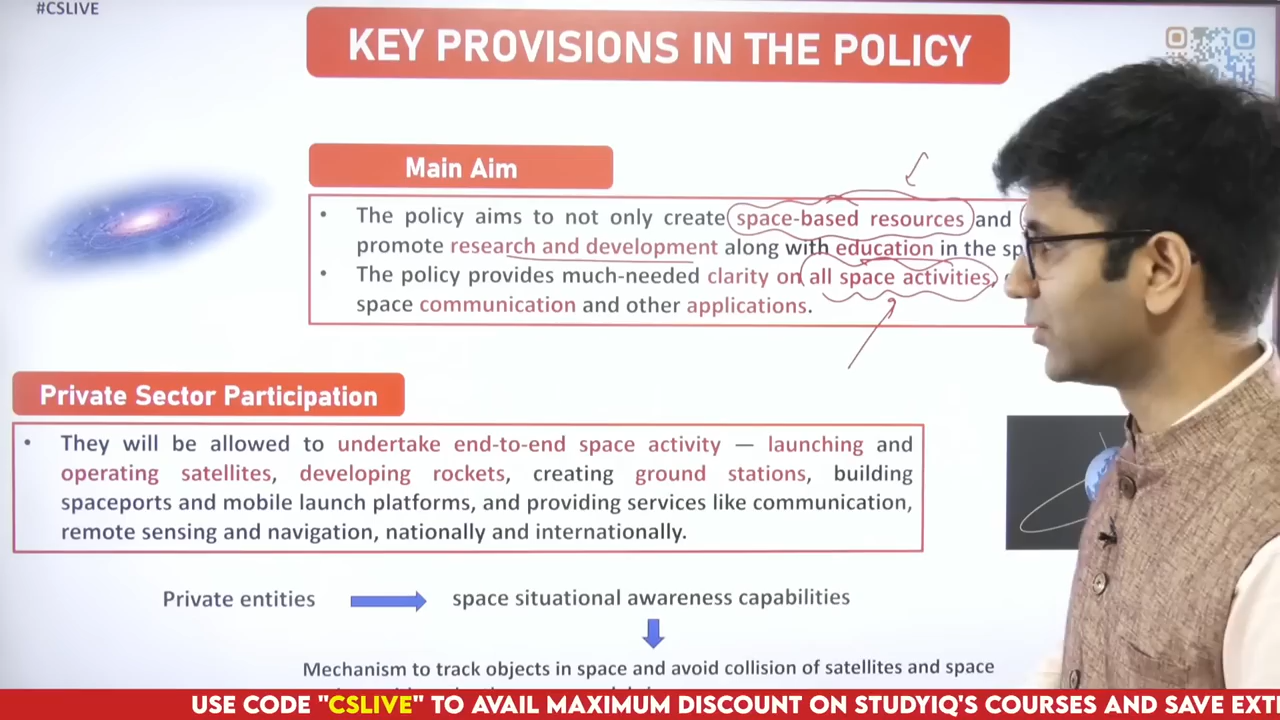 #CSLIVE
KEY PROVISIONS IN THE POLICY
Main Aim
• The policy aims to not only create space-based resources and
promote research and development along with education in the sp
• The policy provides much-needed clarity on all space activities,
space communication and other applications.
Private Sector Participation
• They will be allowed to undertake end-to-end space activity — launching and
operating satellites, developing rockets, creating ground stations, building
spaceports and mobile launch platforms, and providing services like communication,
remote sensing and navigation, nationally and internationally.
Private entities
space situational awareness capabilities
Mechanism to track objects in space and avoid collision of satellites and space
USE CODE "CSLIVE" TO AVAIL MAXIMUM DISCOUNT ON STUDYIQ'S COURSES AND SAVE EXT